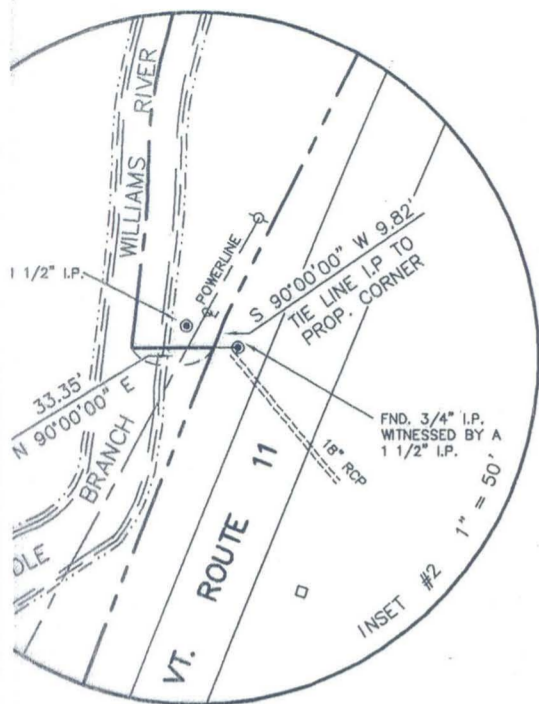 WILLIAMS RIVER
1 1/2" I.P.
POWERLINE
S 90°00'00" W 9.82'
TIE LINE I.P TO
PROP. CORNER
33.35'
N 90°00'00" E
BRANCH
FND. 3/4" I.P.
WITNESSED BY A
1 1/2" I.P.
18" RCP
VT. ROUTE 11
INSET #2 1" = 50'